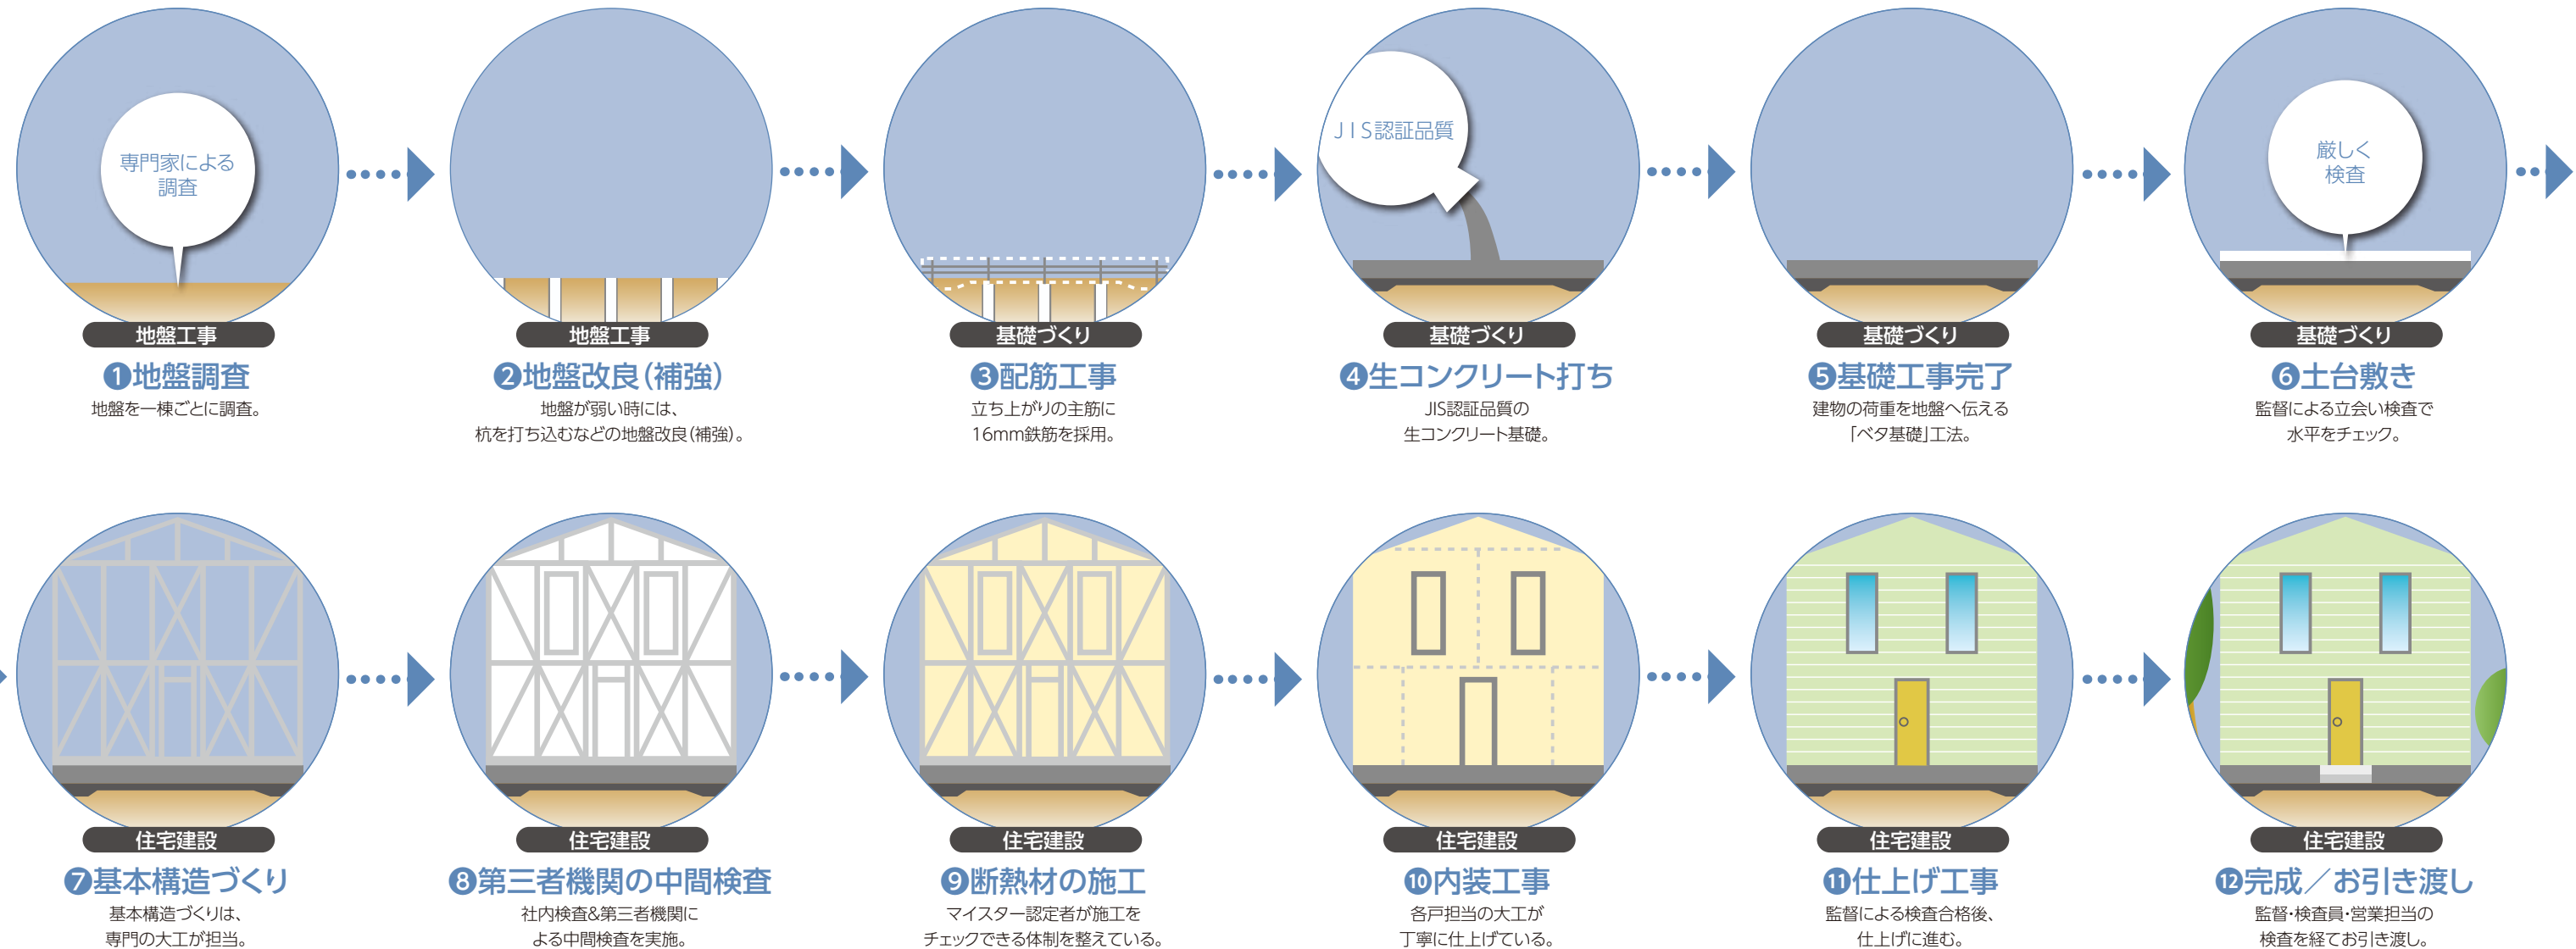 専門家による
調査
地盤工事
❶地盤調査
地盤を一棟ごとに調査。
地盤工事
❷地盤改良(補強)
地盤が弱い時には、
杭を打ち込むなどの地盤改良(補強)。
基礎づくり
❸配筋工事
立ち上がりの主筋に
16mm鉄筋を採用。
JIS認証品質
基礎づくり
❹生コンクリート打ち
JIS認証品質の
生コンクリート基礎。
基礎づくり
❺基礎工事完了
建物の荷重を地盤へ伝える
「ベタ基礎」工法。
厳しく
検査
基礎づくり
❻土台敷き
監督による立会い検査で
水平をチェック。
住宅建設
❼基本構造づくり
基本構造づくりは、
専門の大工が担当。
住宅建設
❽第三者機関の中間検査
社内検査&第三者機関に
よる中間検査を実施。
住宅建設
❾断熱材の施工
マイスター認定者が施工を
チェックできる体制を整えている。
住宅建設
❿内装工事
各戸担当の大工が
丁寧に仕上げている。
住宅建設
⓫仕上げ工事
監督による検査合格後、
仕上げに進む。
住宅建設
⓬完成/お引き渡し
監督・検査員・営業担当の
検査を経てお引き渡し。